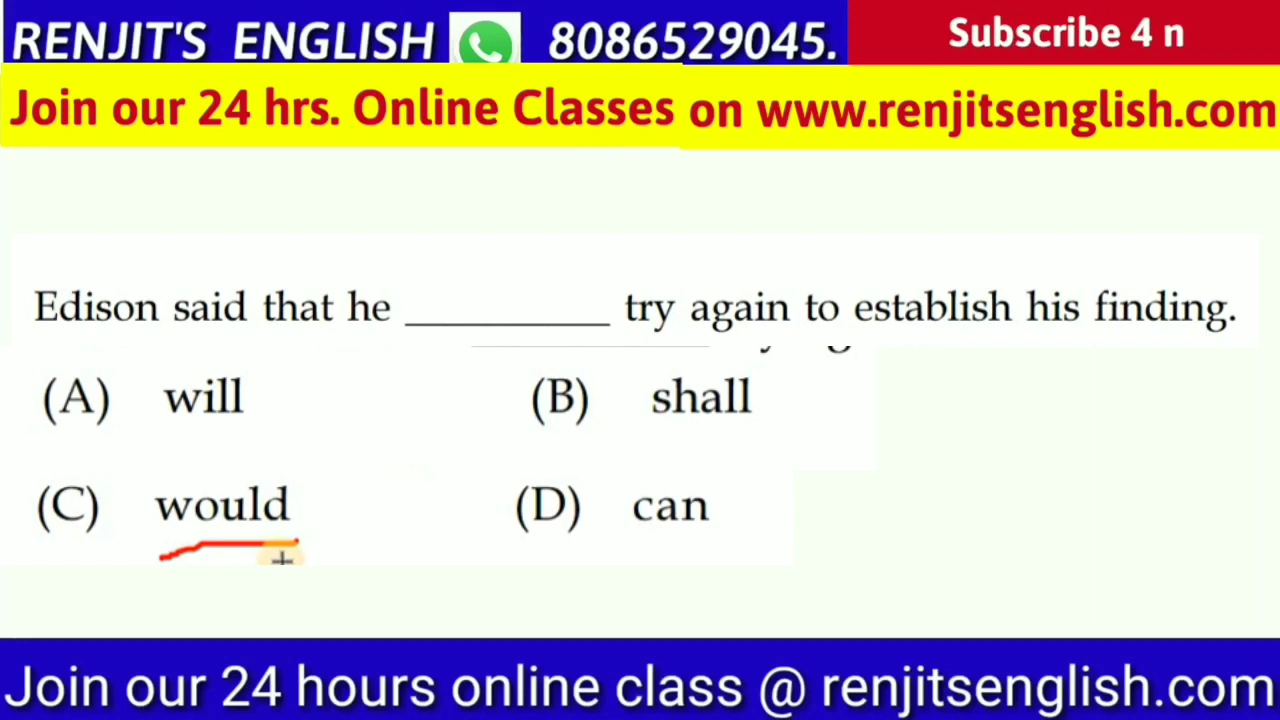 RENJIT'S ENGLISH 8086529045. Subscribe 4 n
Join our 24 hrs. Online Classes on www.renjitsenglish.com
Edison said that he __________ try again to establish his finding.
(A) will (B) shall
(C) would (D) can
Join our 24 hours online class @ renjitsenglish.com